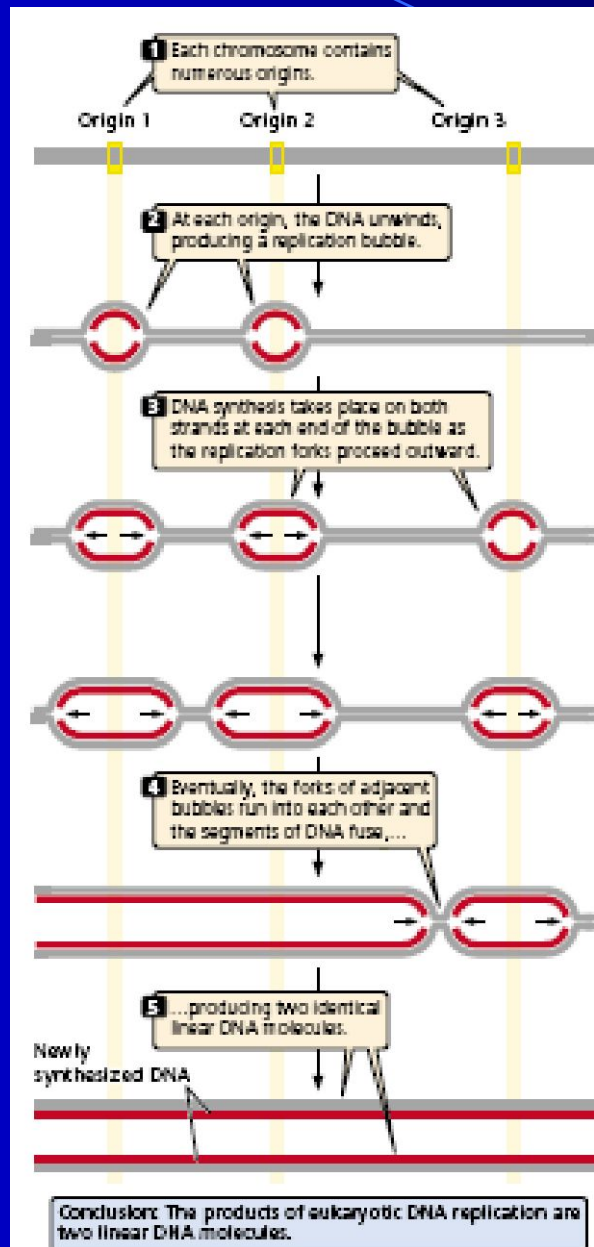 1 Each chromosome contains
numerous origins.
Origin 1
Origin 2
Origin 3
2 At each origin, the DNA unwinds,
producing a replication bubble.
3 DNA synthesis takes place on both
strands at each end of the bubble as
the replication forks proceed outward.
4 Eventually, the forks of adjacent
bubbles run into each other and
the segments of DNA fuse,...
5 ...producing two identical
linear DNA molecules.
Newly
synthesized DNA
Conclusion: The products of eukaryotic DNA replication are
two linear DNA molecules.